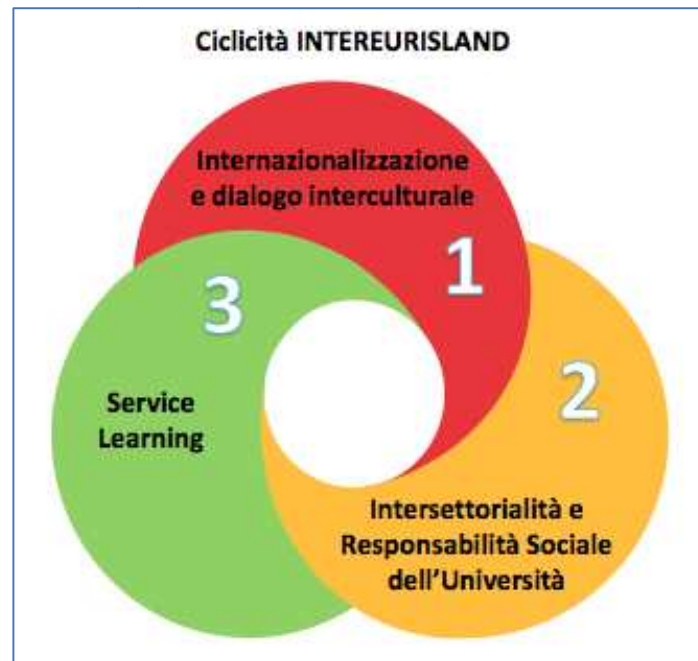 Ciclicità INTEREURISLAND
Internazionalizzazione
e dialogo interculturale
1
3
2
Service
Learning
Intersettorialità e
Responsabilità Sociale
dell'Università